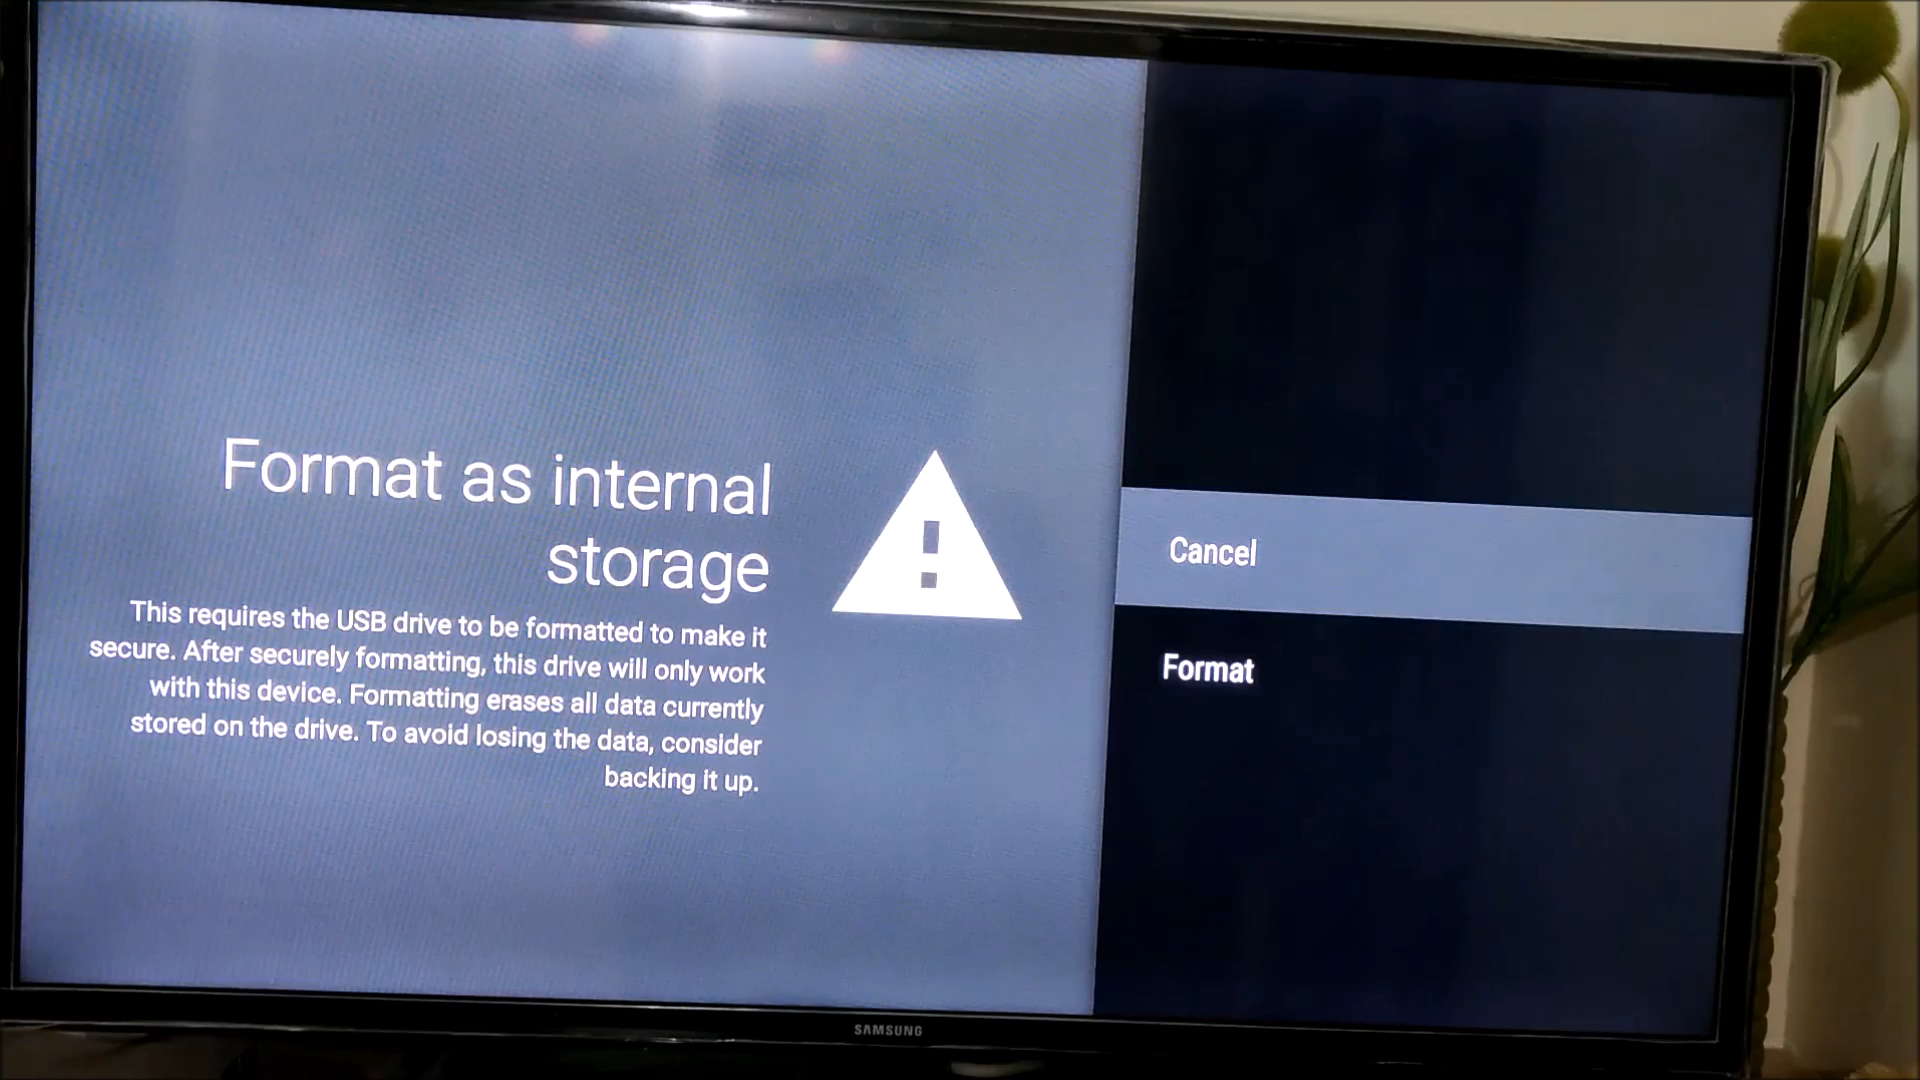 Format as internal
storage
This requires the USB drive to be formatted to make it
secure. After securely formatting, this drive will only work
with this device. Formatting erases all data currently
stored on the drive. To avoid losing the data, consider
backing it up.
Cancel
Format
SAMSUNG